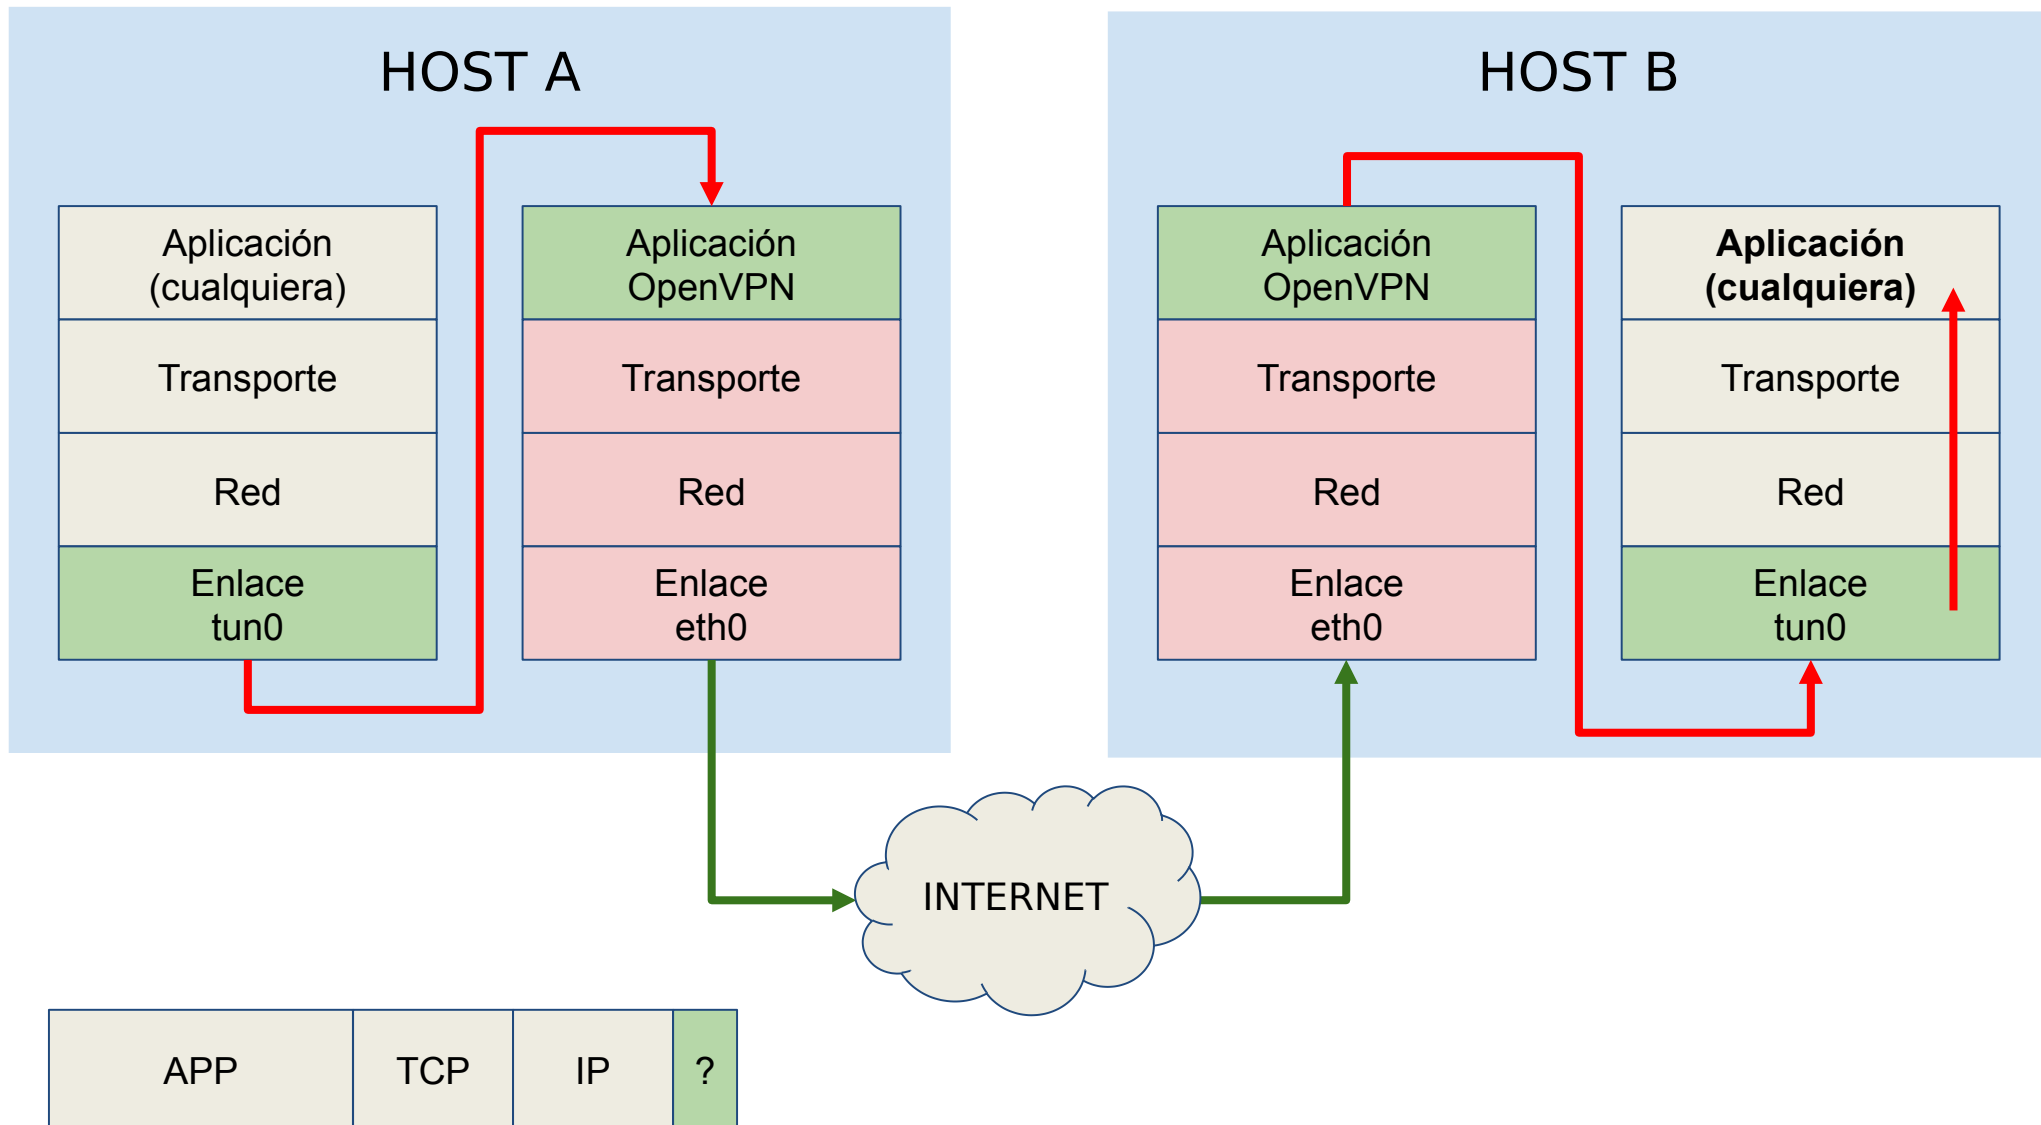 HOST A
Aplicación
(cualquiera)
Transporte
Red
Enlace
tun0
Aplicación
OpenVPN
Transporte
Red
Enlace
eth0
HOST B
Aplicación
OpenVPN
Transporte
Red
Enlace
eth0
Aplicación
(cualquiera)
Transporte
Red
Enlace
tun0
INTERNET
APP TCP IP ?